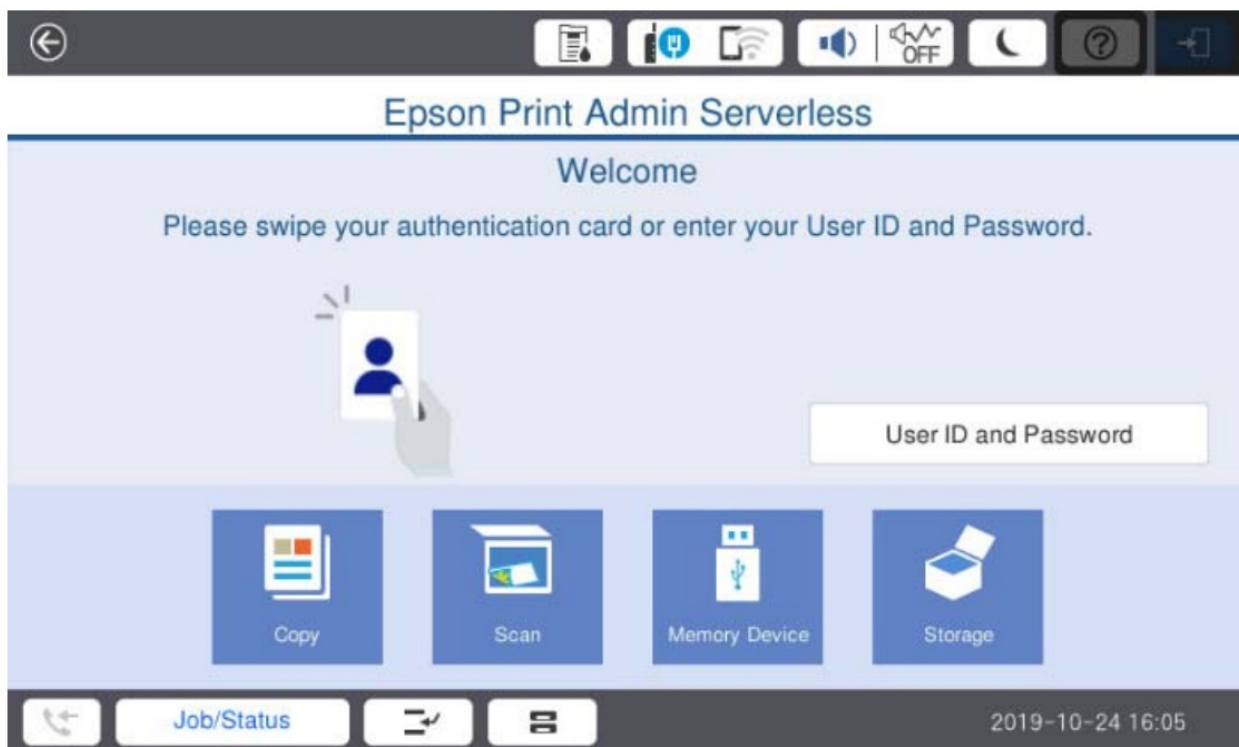 OFF
Epson Print Admin Serverless
Welcome
Please swipe your authentication card or enter your User ID and Password.
User ID and Password
Copy
Scan
Memory Device
Storage
Job/Status
2019-10-24 16:05